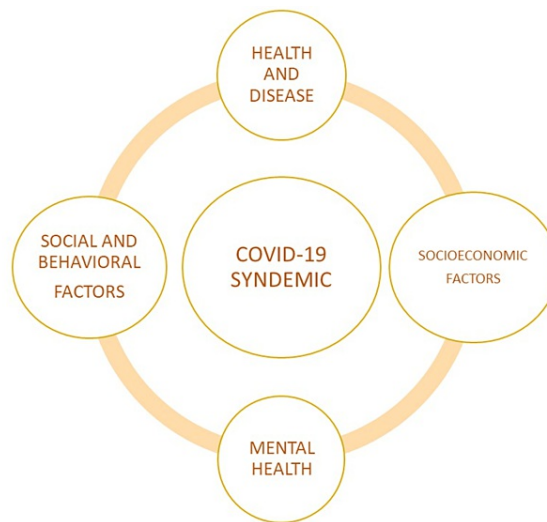 HEALTH
AND
DISEASE
SOCIAL AND
BEHAVIORAL
FACTORS
COVID-19
SYNDEMIC
SOCIOECONOMIC
FACTORS
MENTAL
HEALTH